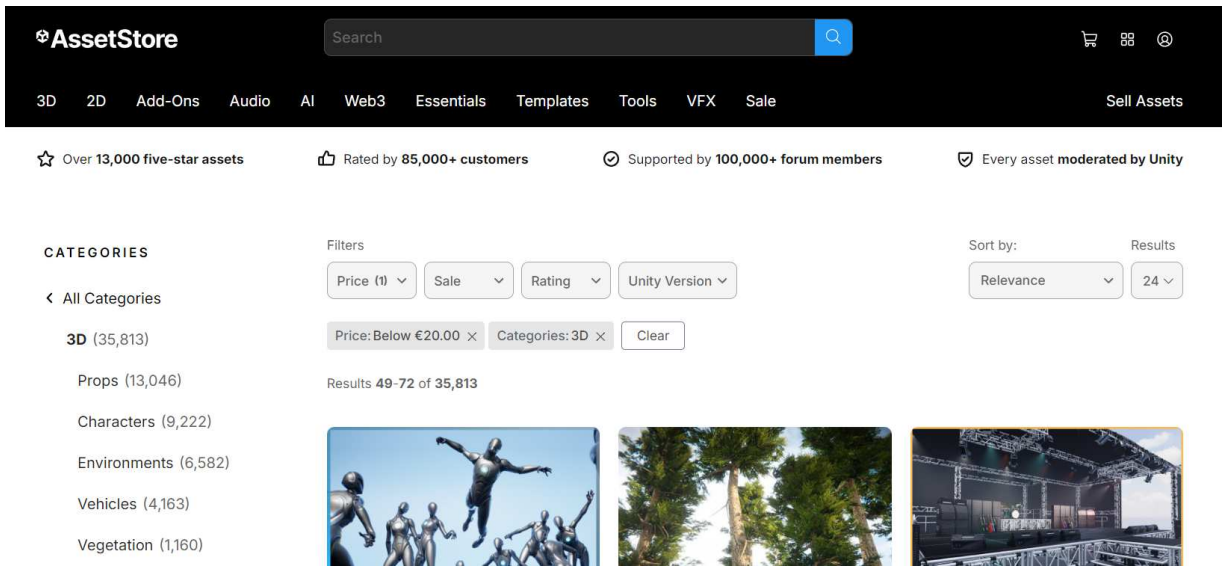 AssetStore
Search
3D 2D Add-Ons Audio AI Web3 Essentials Templates Tools VFX Sale Sell Assets
Over 13,000 five-star assets Rated by 85,000+ customers Supported by 100,000+ forum members Every asset moderated by Unity
CATEGORIES
All Categories
3D (35,813)
Props (13,046)
Characters (9,222)
Environments (6,582)
Vehicles (4,163)
Vegetation (1,160)
Filters
Price (1) Sale Rating Unity Version
Sort by: Results
Relevance 24
Price: Below €20.00 × Categories: 3D × Clear
Results 49-72 of 35,813